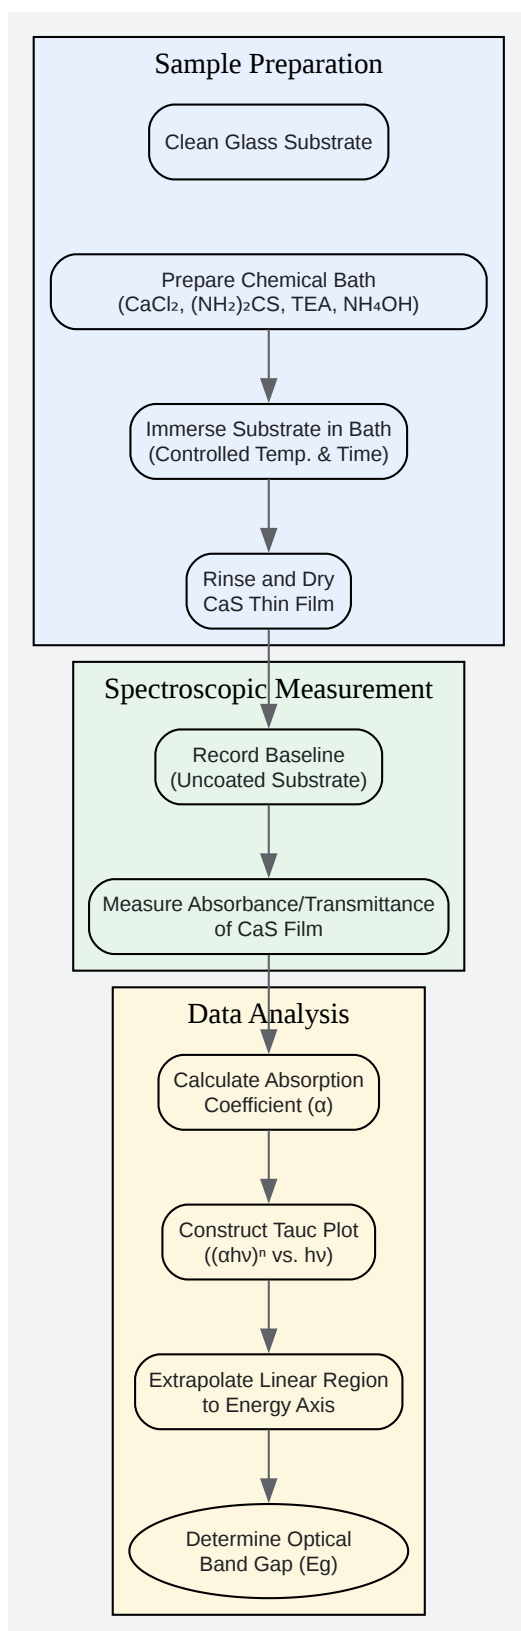 Sample Preparation
Clean Glass Substrate
Prepare Chemical Bath
(CaCl₂, (NH₂)₂CS, TEA, NH₄OH)
Immerse Substrate in Bath
(Controlled Temp. & Time)
Rinse and Dry
CaS Thin Film
Spectroscopic Measurement
Record Baseline
(Uncoated Substrate)
Measure Absorbance/Transmittance
of CaS Film
Data Analysis
Calculate Absorption
Coefficient (α)
Construct Tauc Plot
((αhν)ⁿ vs. hν)
Extrapolate Linear Region
to Energy Axis
Determine Optical
Band Gap (Eg)